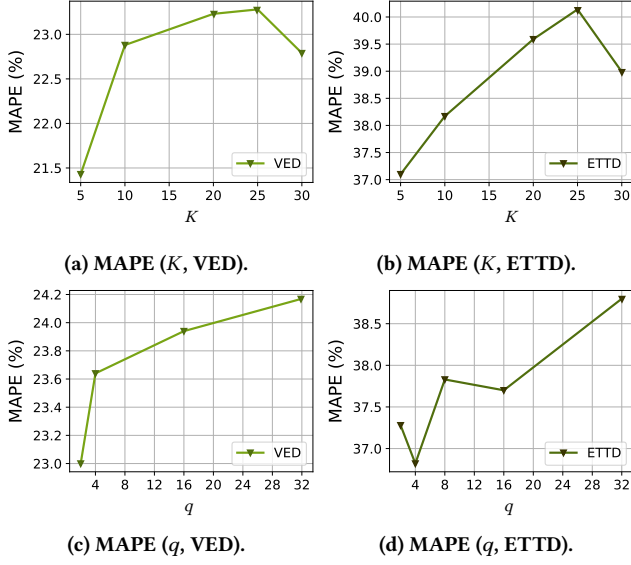 MAPE (%)
23.0
22.5
22.0
21.5
5 10 15 20 25 30
K
VED
(a) MAPE (K, VED).
MAPE (%)
40.0
39.5
39.0
38.5
38.0
37.5
37.0
5 10 15 20 25 30
K
ETTD
(b) MAPE (K, ETTD).
MAPE (%)
24.2
24.0
23.8
23.6
23.4
23.2
23.0
4 8 12 16 20 24 28 32
q
VED
(c) MAPE (q, VED).
MAPE (%)
38.5
38.0
37.5
37.0
4 8 12 16 20 24 28 32
q
ETTD
(d) MAPE (q, ETTD).